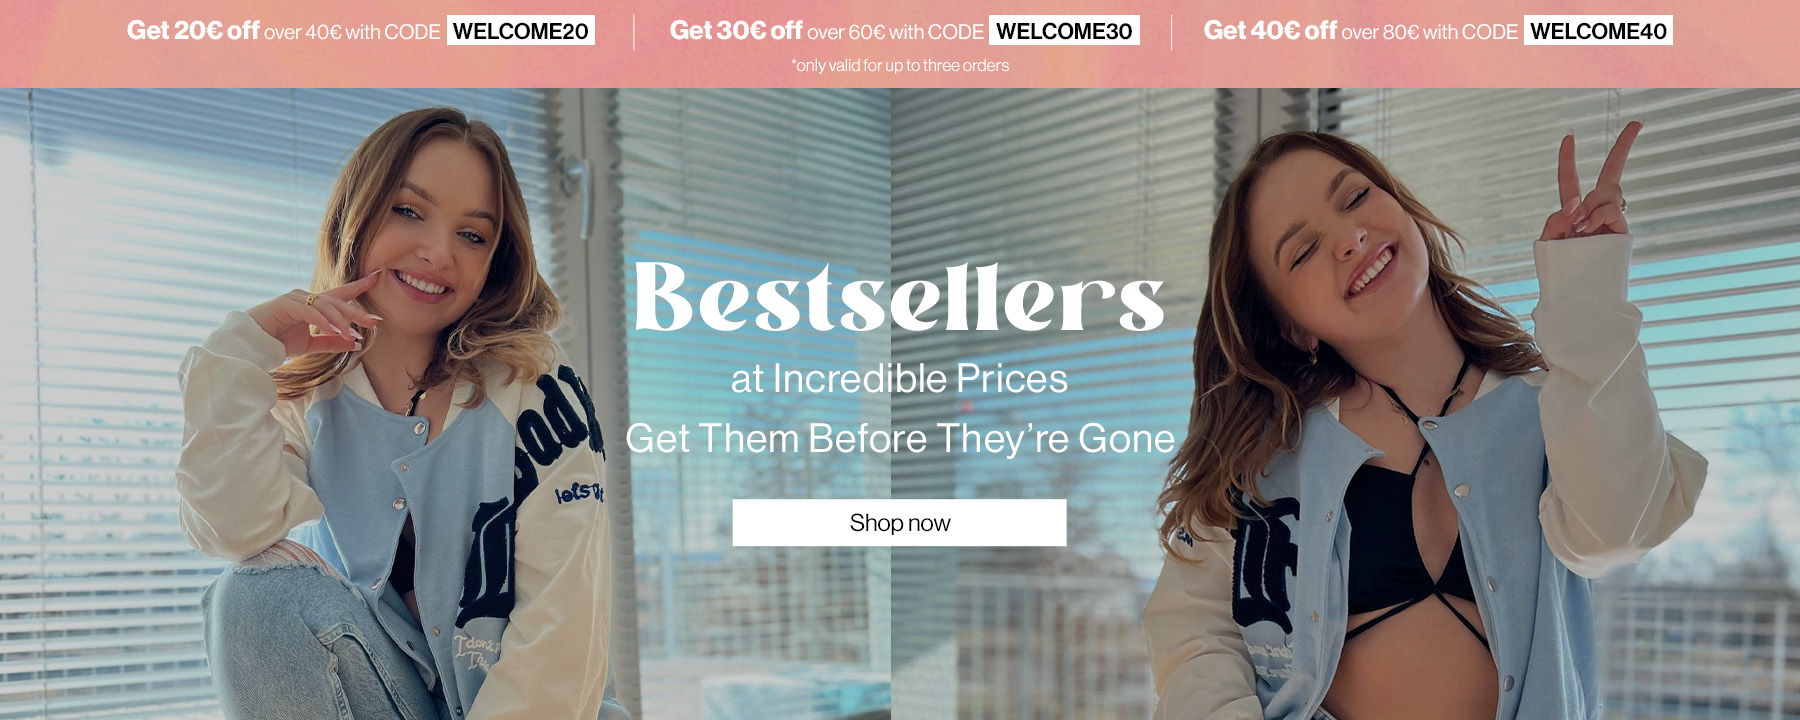 Get 20€ off over 40€ with CODE WELCOME20
Get 30€ off over 60€ with CODE WELCOME30
Get 40€ off over 80€ with CODE WELCOME40
*only valid for up to three orders
Bestsellers
at Incredible Prices
Get Them Before They’re Gone
Shop now
let's
I don't